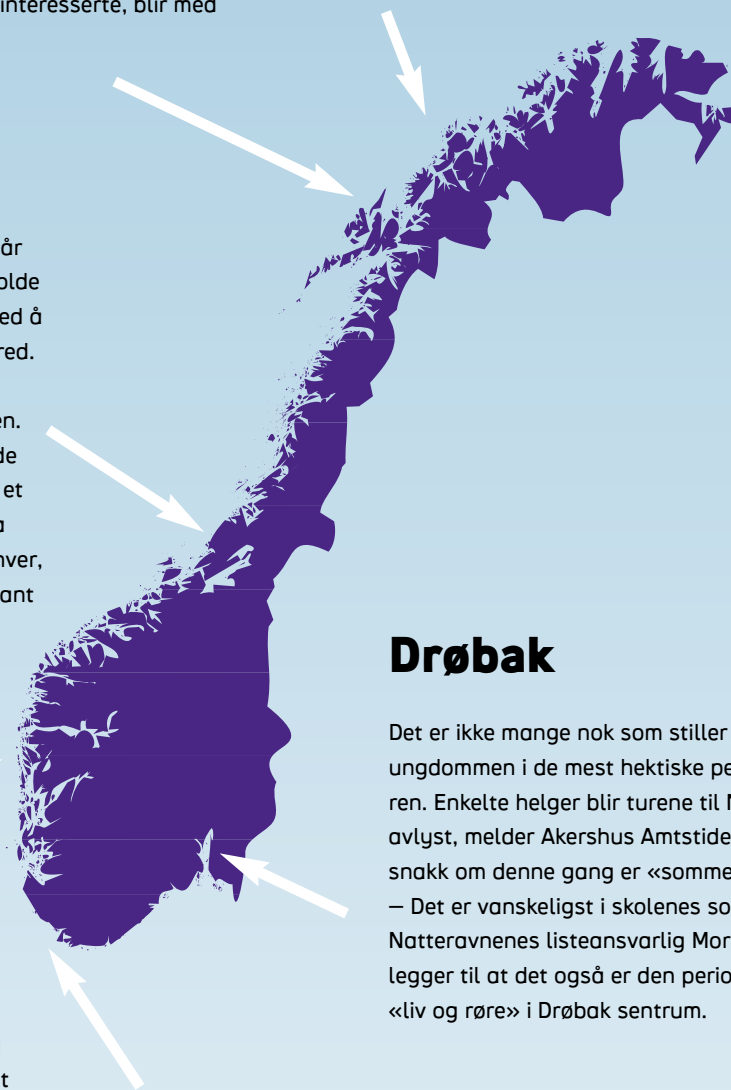 interesserte, blir med
år
olde
ed å
red.
en.
de
et
a
nver,
ant
Drøbak
Det er ikke mange nok som stiller
ungdommen i de mest hektiske pe
ren. Enkelte helger blir turene til N
avlyst, melder Akershus Amtstide
snakk om denne gang er «somme
– Det er vanskeligst i skolenes so
Natteravnenes listeansvarlig Mor
legger til at det også er den perio
«liv og røre» i Drøbak sentrum.
t